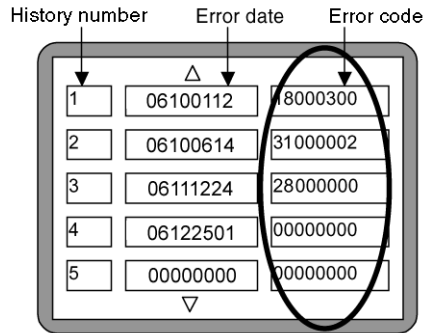 History number Error date Error code
1 06100112 18000300
2 06100614 31000002
3 06111224 28000000
4 06122501 00000000
5 00000000 00000000